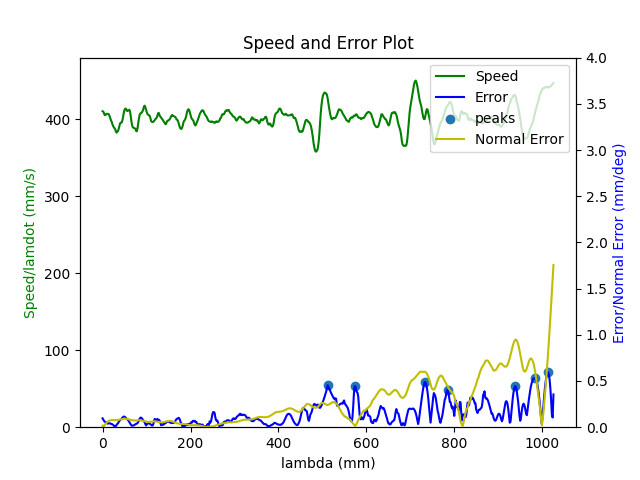 Speed and Error Plot
Speed
Error
peaks
Normal Error
Speed/lamdot (mm/s)
400
300
200
100
0
4.0
3.5
3.0
2.5
2.0
1.5
1.0
0.5
0.0
Error/Normal Error (mm/deg)
0 200 400 600 800 1000
lambda (mm)